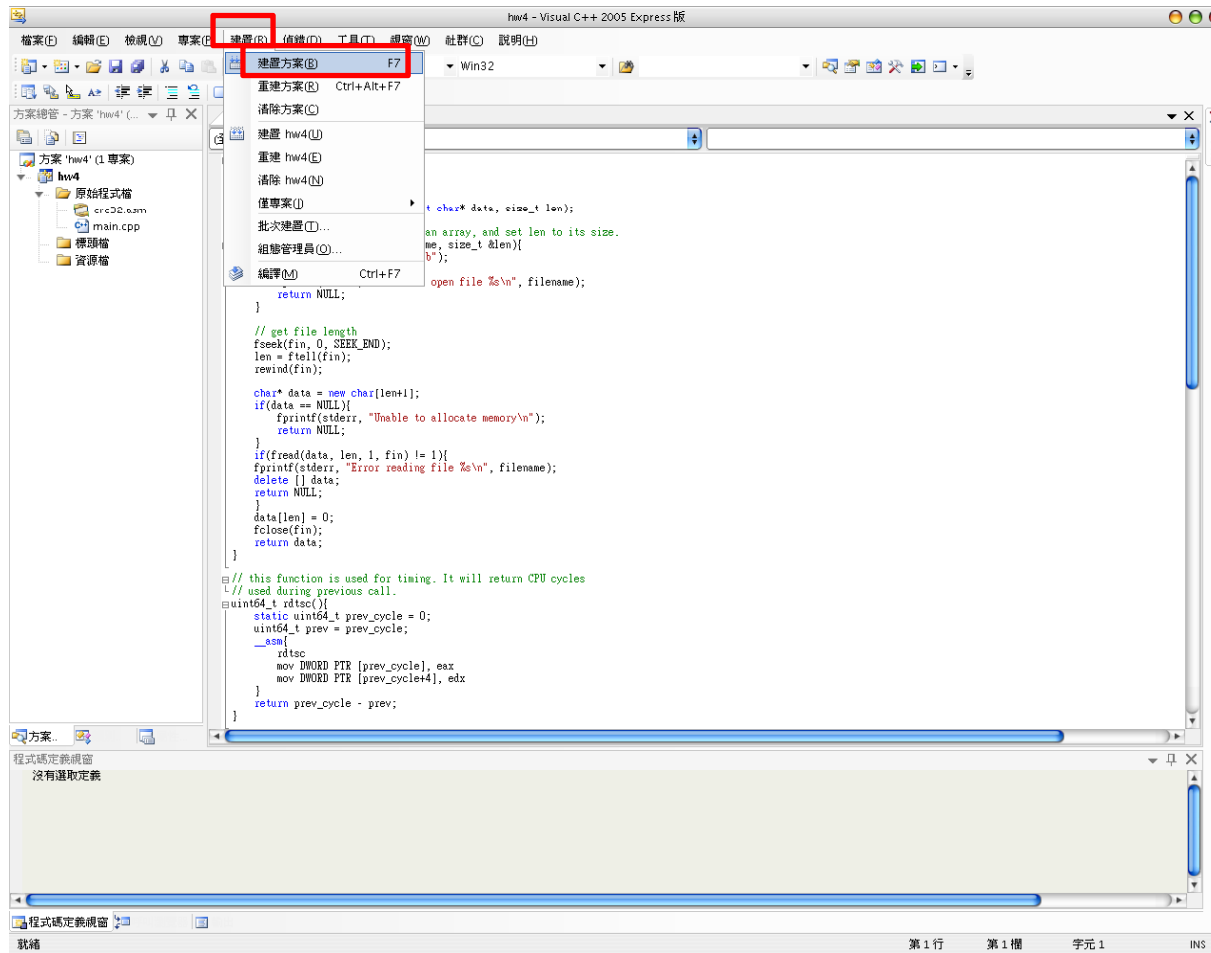 hw4 - Visual C++ 2005 Express 版
檔案(F) 編輯(E) 檢視(V) 專案(P 建置(B) 偵錯(D) 工具(T) 視窗(W) 社群(C) 說明(H)
建置方案(B) F7
Win32
重建方案(R) Ctrl+Alt+F7
清除方案(C)
建置 hw4(U)
重建 hw4(E)
清除 hw4(N)
僅專案(J)
批次建置(T)...
組態管理員(O)...
編譯(M) Ctrl+F7
方案總管 - 方案 'hw4' (...
方案 'hw4' (1 專案)
hw4
原始程式檔
crc32.asm
main.cpp
標頭檔
資源檔
t char* data, size_t len);
an array, and set len to its size.
me, size_t &len){
b");
open file %s\n", filename);
return NULL;
}
// get file length
fseek(fin, 0, SEEK_END);
len = ftell(fin);
rewind(fin);
char* data = new char[len+1];
if(data == NULL){
fprintf(stderr, "Unable to allocate memory\n");
return NULL;
}
if(fread(data, len, 1, fin) != 1){
fprintf(stderr, "Error reading file %s\n", filename);
delete [] data;
return NULL;
}
data[len] = 0;
fclose(fin);
return data;
}
// this function is used for timing. It will return CPU cycles
// used during previous call.
uint64_t rdtsc(){
static uint64_t prev_cycle = 0;
uint64_t prev = prev_cycle;
__asm{
rdtsc
mov DWORD PTR [prev_cycle], eax
mov DWORD PTR [prev_cycle+4], edx
}
return prev_cycle - prev;
}
方案..
程式碼定義視窗
沒有選取定義
程式碼定義視窗
就緒 第 1 行 第 1 欄 字元 1 INS